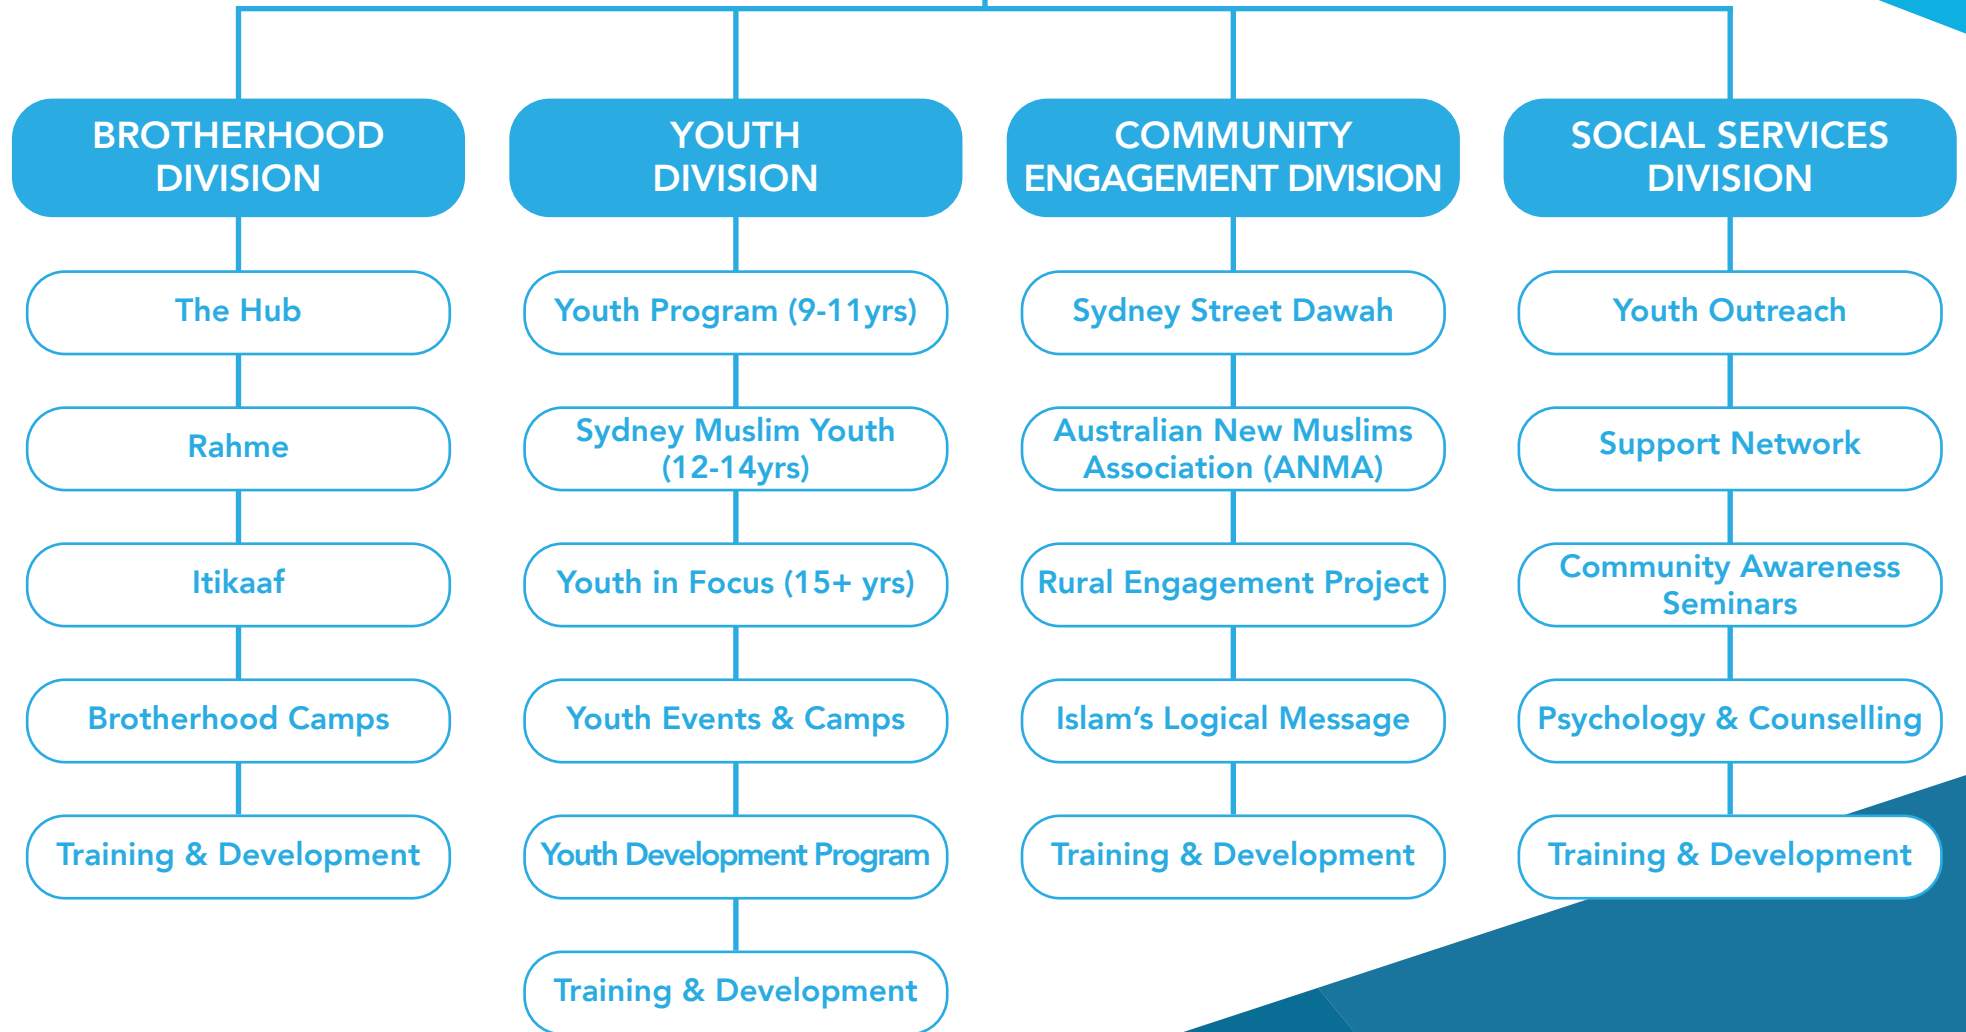 BROTHERHOOD
DIVISION
The Hub
Rahme
Itikaaf
Brotherhood Camps
Training & Development
YOUTH
DIVISION
Youth Program (9-11yrs)
Sydney Muslim Youth
(12-14yrs)
Youth in Focus (15+ yrs)
Youth Events & Camps
Youth Development Program
Training & Development
COMMUNITY
ENGAGEMENT DIVISION
Sydney Street Dawah
Australian New Muslims
Association (ANMA)
Rural Engagement Project
Islam’s Logical Message
Training & Development
SOCIAL SERVICES
DIVISION
Youth Outreach
Support Network
Community Awareness
Seminars
Psychology & Counselling
Training & Development